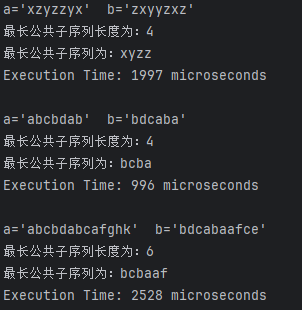 a='xzyzzyx'  b='zxyyzxz'
最长公共子序列长度为：4
最长公共子序列为：xyzz
Execution Time: 1997 microseconds
a='abcbdab'  b='bdcaba'
最长公共子序列长度为：4
最长公共子序列为：bcba
Execution Time: 996 microseconds
a='abcbdabcafghk'  b='bdcabaafce'
最长公共子序列长度为：6
最长公共子序列为：bcbaaf
Execution Time: 2528 microseconds